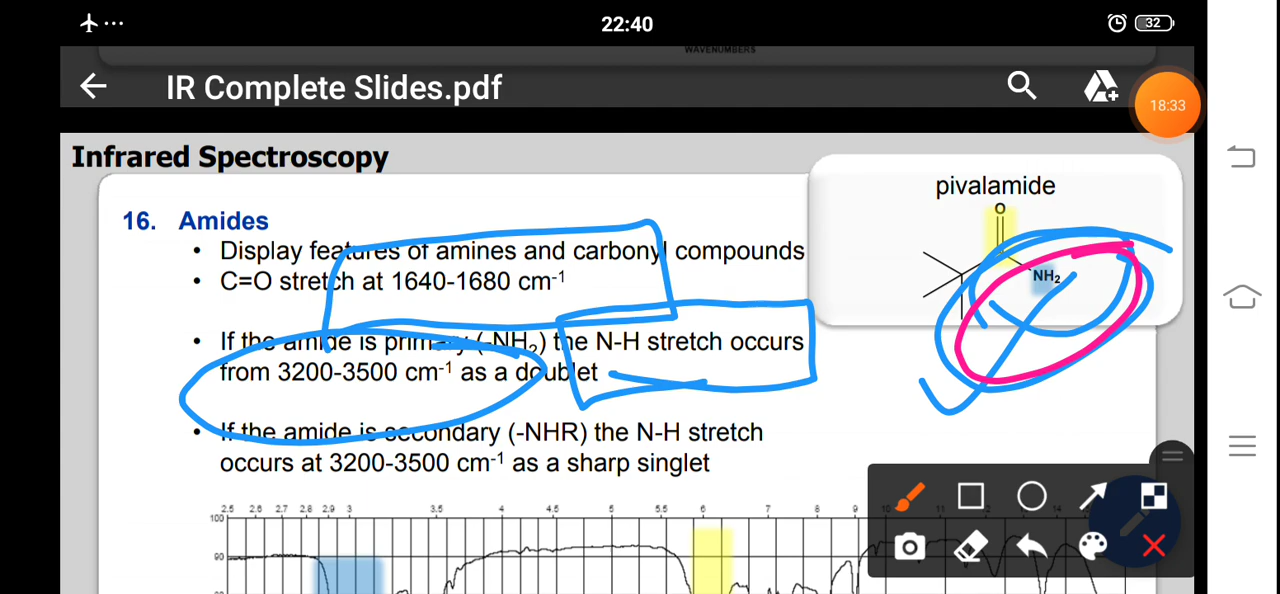 22:40
32
WAVENUMBERS
IR Complete Slides.pdf
18:33
Infrared Spectroscopy
pivalamide
O
NH₂
16. Amides
• Display features of amines and carbonyl compounds
• C=O stretch at 1640-1680 cm⁻¹
• If the amide is primary (-NH₂) the N-H stretch occurs
from 3200-3500 cm⁻¹ as a doublet
• If the amide is secondary (-NHR) the N-H stretch
occurs at 3200-3500 cm⁻¹ as a sharp singlet
2.5 2.6 2.7 2.8 2.9 3 3.5 4 4.5 5 5.5 6 7 8 9 10 11 14
100
90